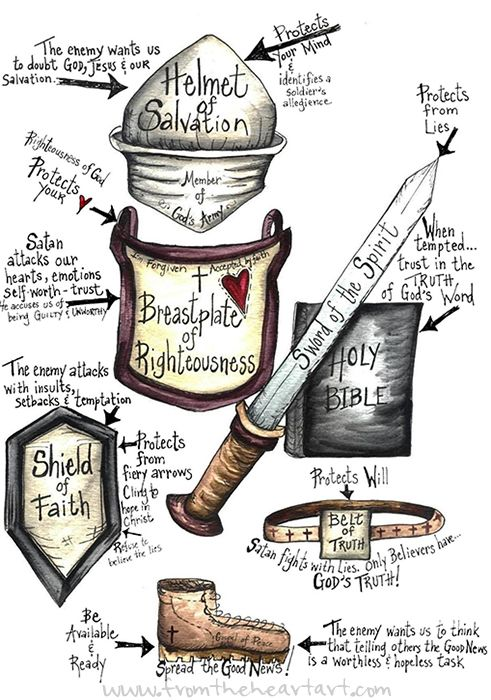 The enemy wants us
to doubt God, Jesus & our
Salvation...
Protects
Your Mind
&
identifies a
soldier's
allegience
Helmet
of
Salvation
Member
of
God's Army
Protects
from
Lies
Righteousness of God
Protects
your
Satan
attacks our
hearts, emotions
self-worth - trust
He accuses us of
being GUILTY & UNWORTHY
I'm Forgiven
Accepted by faith
Breastplate
of
Righteousness
Sword of the Spirit
When
tempted...
trust in the
TRUTH
of God's Word
HOLY
BIBLE
The enemy attacks
with insults,
setbacks & temptation
Shield
of
Faith
Protects
from
fiery arrows
Cling to
hope in
Christ
Refuse to
believe the lies
Protects Will
BELT
of
TRUTH
Satan fights with Lies. Only Believers have...
GOD'S TRUTH!
Be
Available
&
Ready
Gospel of Peace
Spread the Good News!
The enemy wants us to think
that telling others the Good News
is a worthless & hopeless task
www.fromtheheartart.com